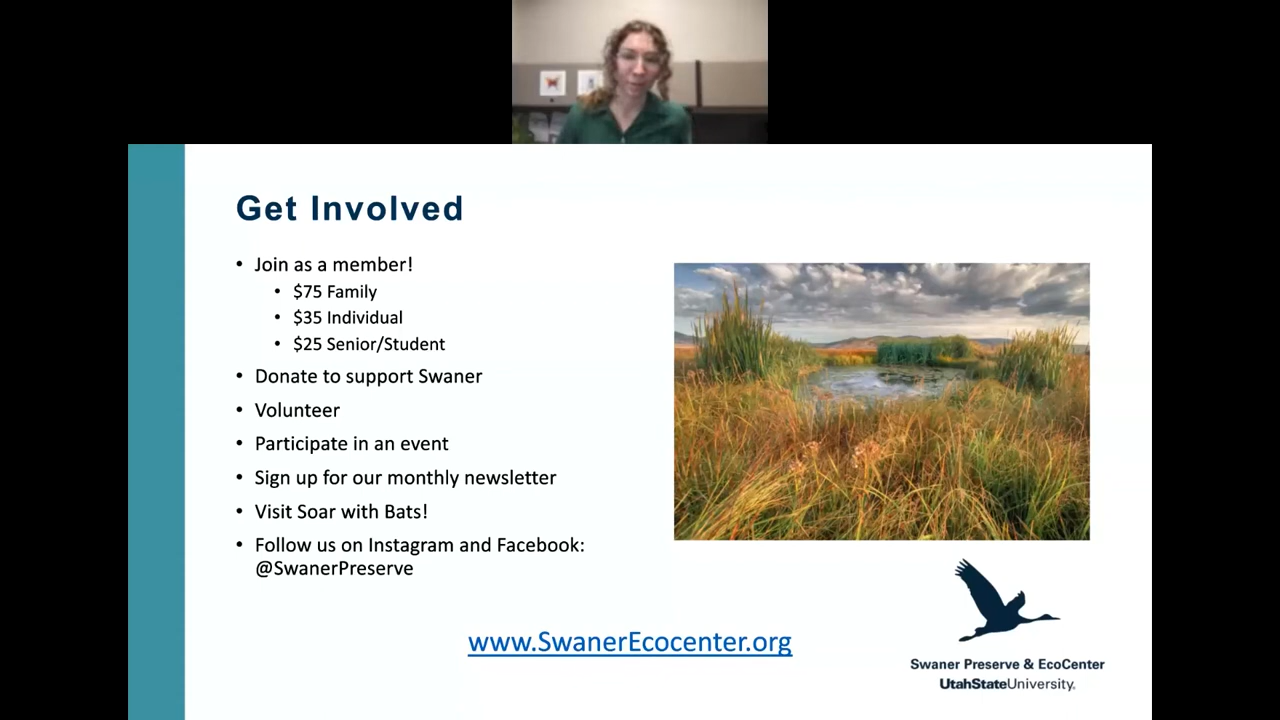 Get Involved
• Join as a member!
• $75 Family
• $35 Individual
• $25 Senior/Student
• Donate to support Swaner
• Volunteer
• Participate in an event
• Sign up for our monthly newsletter
• Visit Soar with Bats!
• Follow us on Instagram and Facebook:
@SwanerPreserve
www.SwanerEcocenter.org
Swaner Preserve & EcoCenter
UtahStateUniversity.